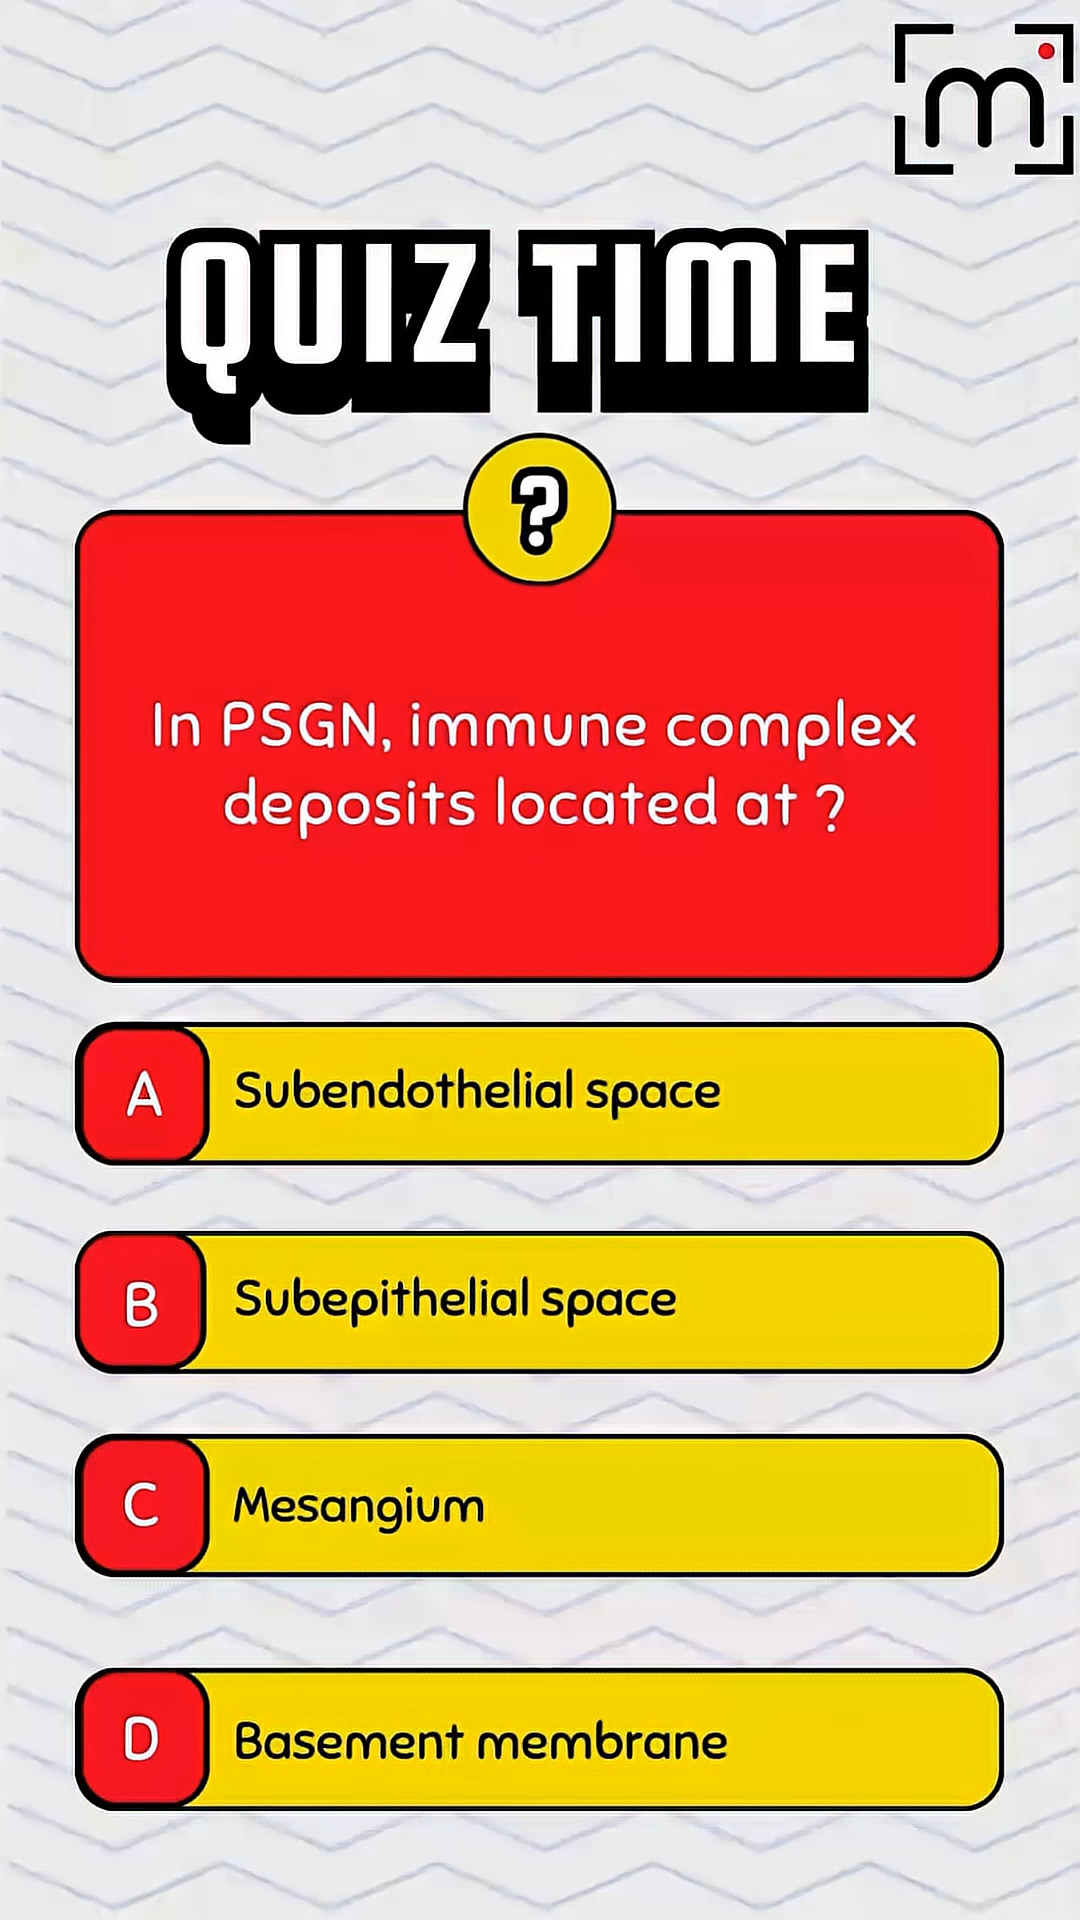 m
QUIZ TIME
?
In PSGN, immune complex
deposits located at ?
A Subendothelial space
B Subepithelial space
C Mesangium
D Basement membrane